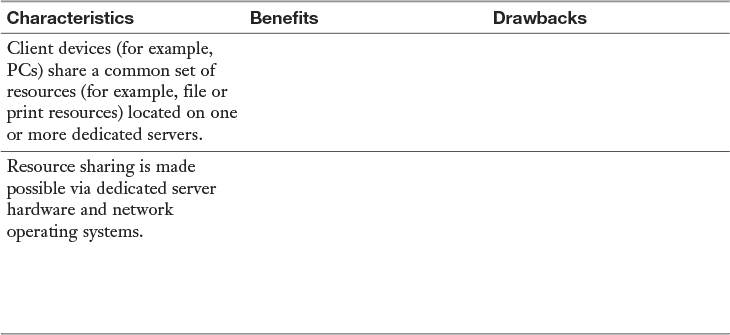 Characteristics Benefits Drawbacks
Client devices (for example,
PCs) share a common set of
resources (for example, file or
print resources) located on one
or more dedicated servers.
Resource sharing is made
possible via dedicated server
hardware and network
operating systems.